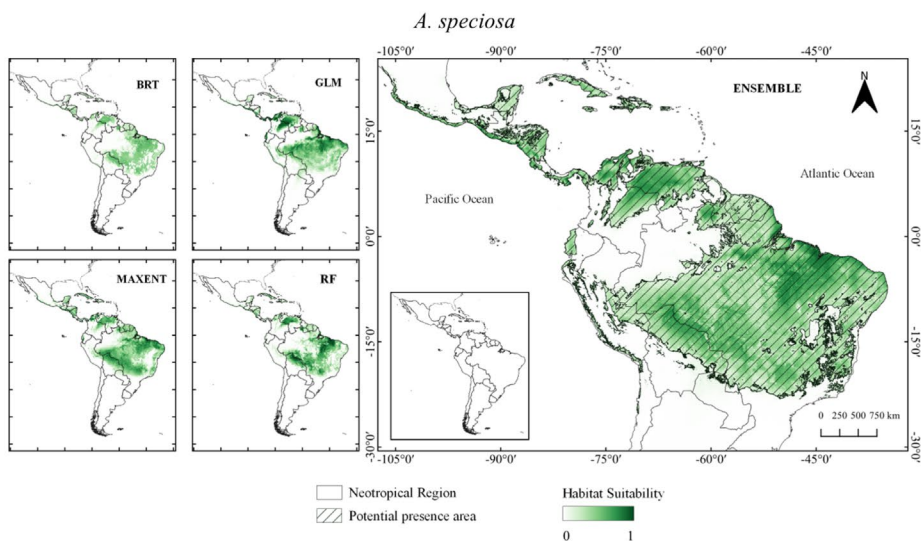 A. speciosa
BRT
GLM
MAXENT
RF
-105°0' -90°0' -75°0' -60°0' -45°0'
ENSEMBLE
N
Pacific Ocean
Atlantic Ocean
15°0' 15°0'
0°0' 0°0'
-15°0' -15°0'
-30°0' -30°0'
0 250 500 750 km
-105°0' -90°0' -75°0' -60°0' -45°0'
Neotropical Region
Potential presence area
Habitat Suitability
0 1